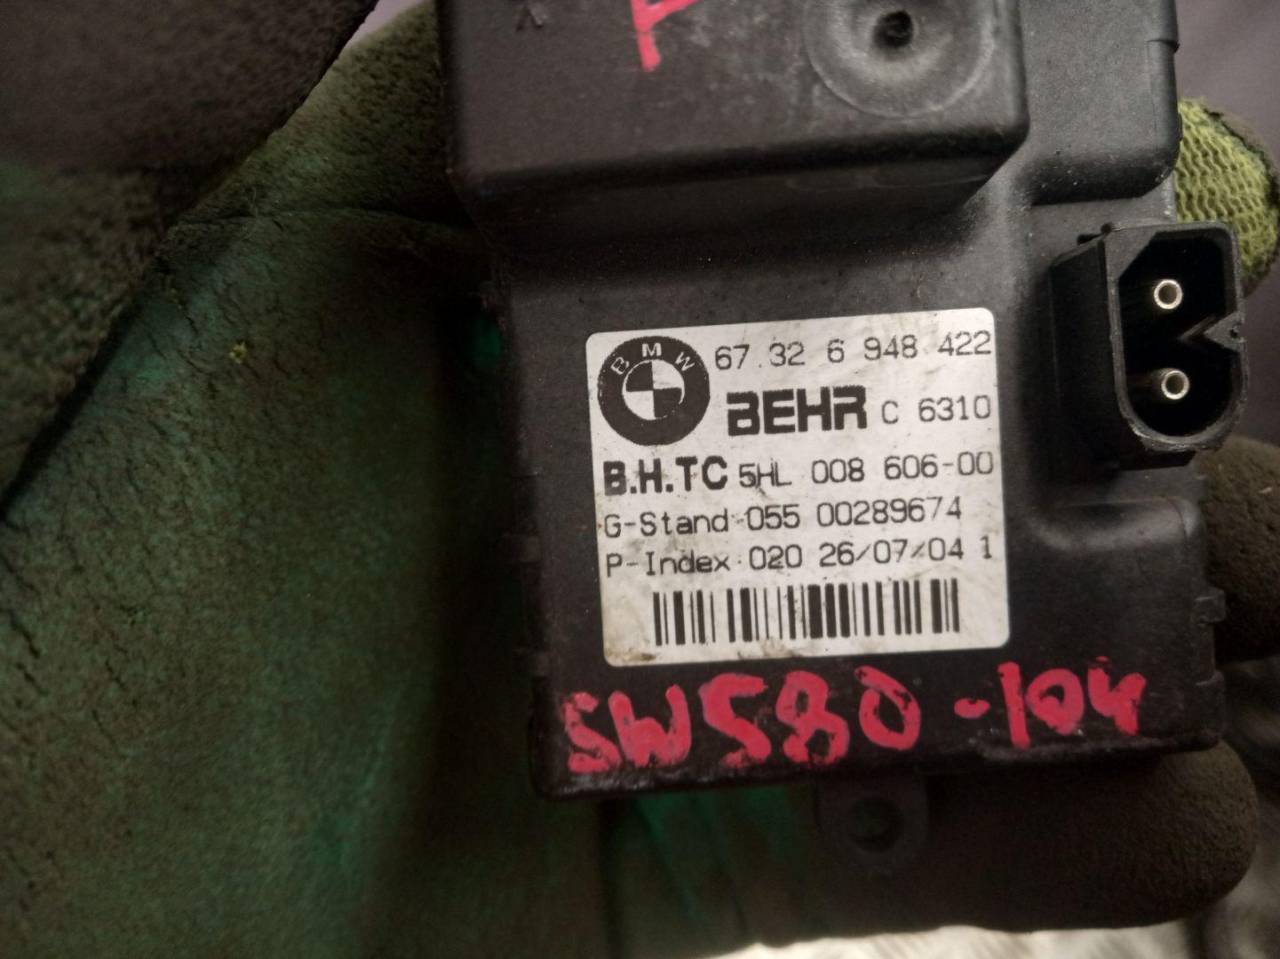 F
BMW 67.32 6 948 422
BEHR C 6310
B.H.TC 5HL 008 606-00
G-Stand:055 00289674
P-Index:020 26/07/04 1
SW580-104